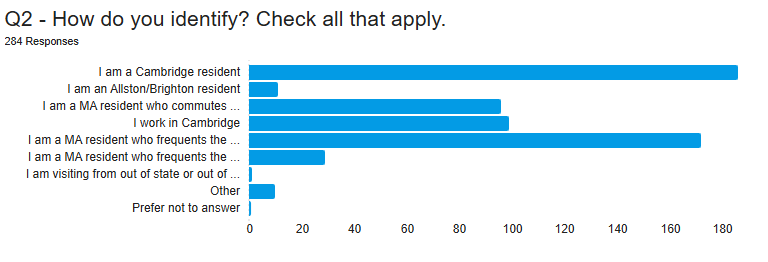 Q2 - How do you identify? Check all that apply.
284 Responses
I am a Cambridge resident
I am an Allston/Brighton resident
I am a MA resident who commutes ...
I work in Cambridge
I am a MA resident who frequents the ...
I am a MA resident who frequents the ...
I am visiting from out of state or out of ...
Other
Prefer not to answer
0 20 40 60 80 100 120 140 160 180